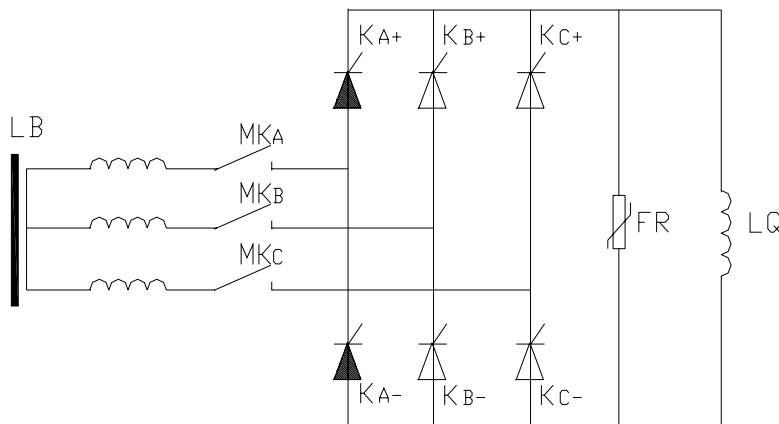 KA+ KB+ KC+
LB
MKA
MKB
MKC
FR
LQ
KA- KB- KC-